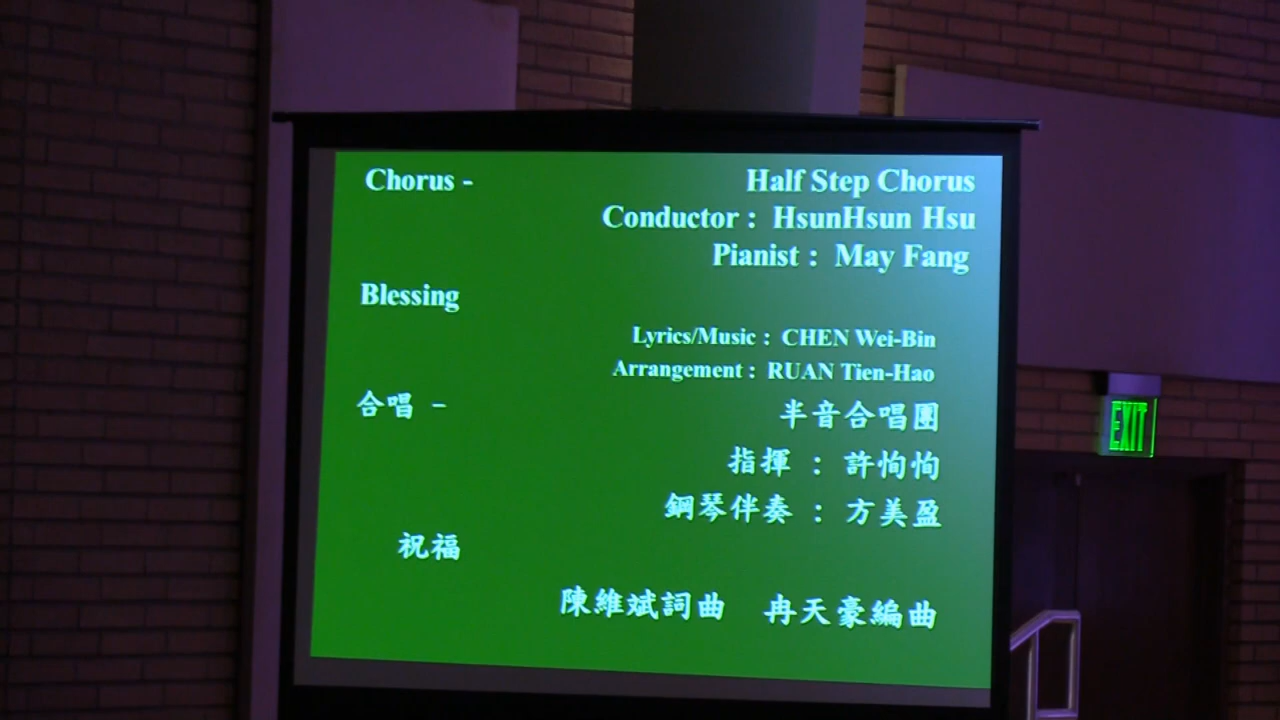 Chorus - Half Step Chorus
Conductor : HsunHsun Hsu
Pianist : May Fang
Blessing
Lyrics/Music : CHEN Wei-Bin
Arrangement : RUAN Tien-Hao
合唱 - 半音合唱團
指揮 : 許恂恂
鋼琴伴奏 : 方美盈
祝福
陳維斌詞曲 冉天豪編曲
EXIT